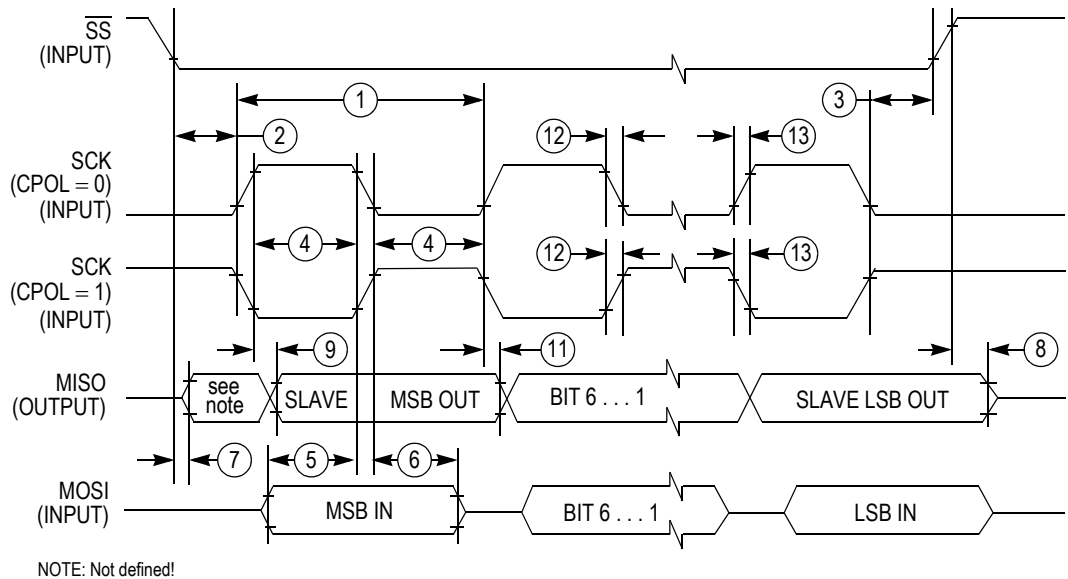 SS
(INPUT)
1
3
2
12
13
SCK
(CPOL = 0)
(INPUT)
4
4
SCK
(CPOL = 1)
(INPUT)
12
13
9
11
8
MISO
(OUTPUT)
see
note
SLAVE
MSB OUT
BIT 6 . . . 1
SLAVE LSB OUT
7
5
6
MOSI
(INPUT)
MSB IN
BIT 6 . . . 1
LSB IN
NOTE: Not defined!